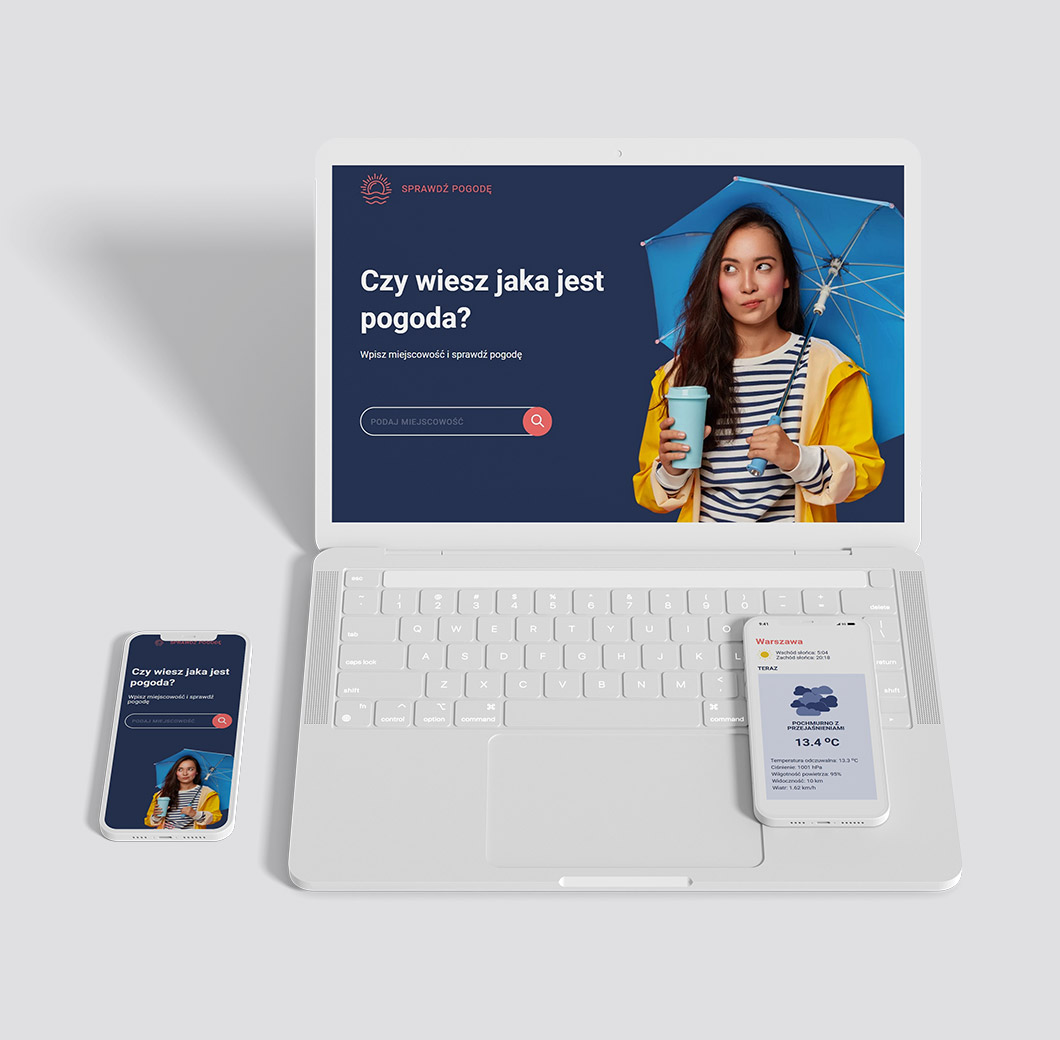 SPRAWDŹ POGODĘ
Czy wiesz jaka jest
pogoda?
Wpisz miejscowość i sprawdź pogodę
PODAJ MIEJSCOWOŚĆ
esc
! @ # $ % ^ & * ( ) _ +
1 2 3 4 5 6 7 8 9 0 - =
delete
tab
Q W E R T Y U I O
caps lock
A S D F G H J K L
return
shift
Z X C V B N M <
shift
fn
control
option
command
command
SPRAWDŹ POGODĘ
Czy wiesz jaka jest
pogoda?
Wpisz miejscowość i sprawdź
pogodę
PODAJ MIEJSCOWOŚĆ
9:41
Warszawa
Wschód słońca: 5:04
Zachód słońca: 20:18
TERAZ
POCHMURNO Z
PRZEJAŚNIENIAMI
13.4 °C
Temperatura odczuwalna: 13.3 °C
Ciśnienie: 1001 hPa
Wilgotność powietrza: 95%
Widoczność: 10 km
Wiatr: 1.62 km/h